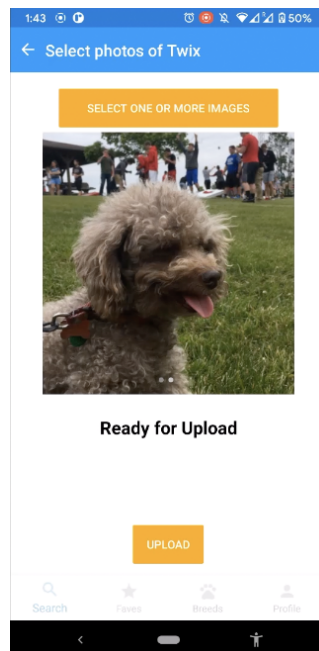 1:43
50%
Select photos of Twix
SELECT ONE OR MORE IMAGES
Ready for Upload
UPLOAD
Search
Faves
Breeds
Profile